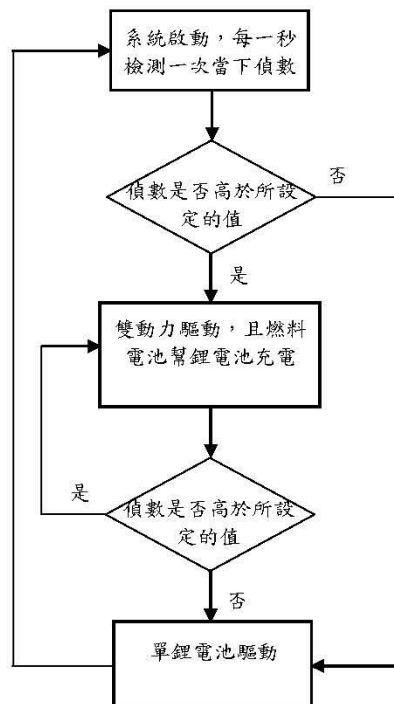 系統啟動，每一秒
檢測一次當下偵數
偵數是否高於所設
定的值
否
是
雙動力驅動，且燃料
電池幫鋰電池充電
是
偵數是否高於所設
定的值
否
單鋰電池驅動